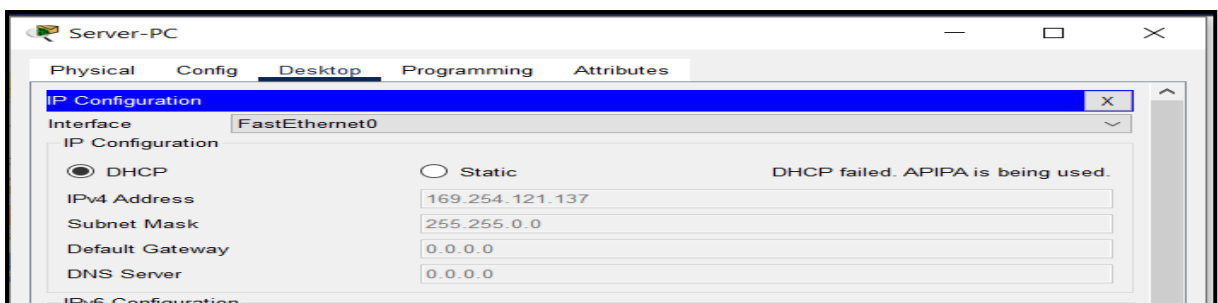 Server-PC
Physical Config Desktop Programming Attributes
IP Configuration X
Interface FastEthernet0
IP Configuration
DHCP Static DHCP failed. APIPA is being used.
IPv4 Address 169.254.121.137
Subnet Mask 255.255.0.0
Default Gateway 0.0.0.0
DNS Server 0.0.0.0
IPv6 Configuration